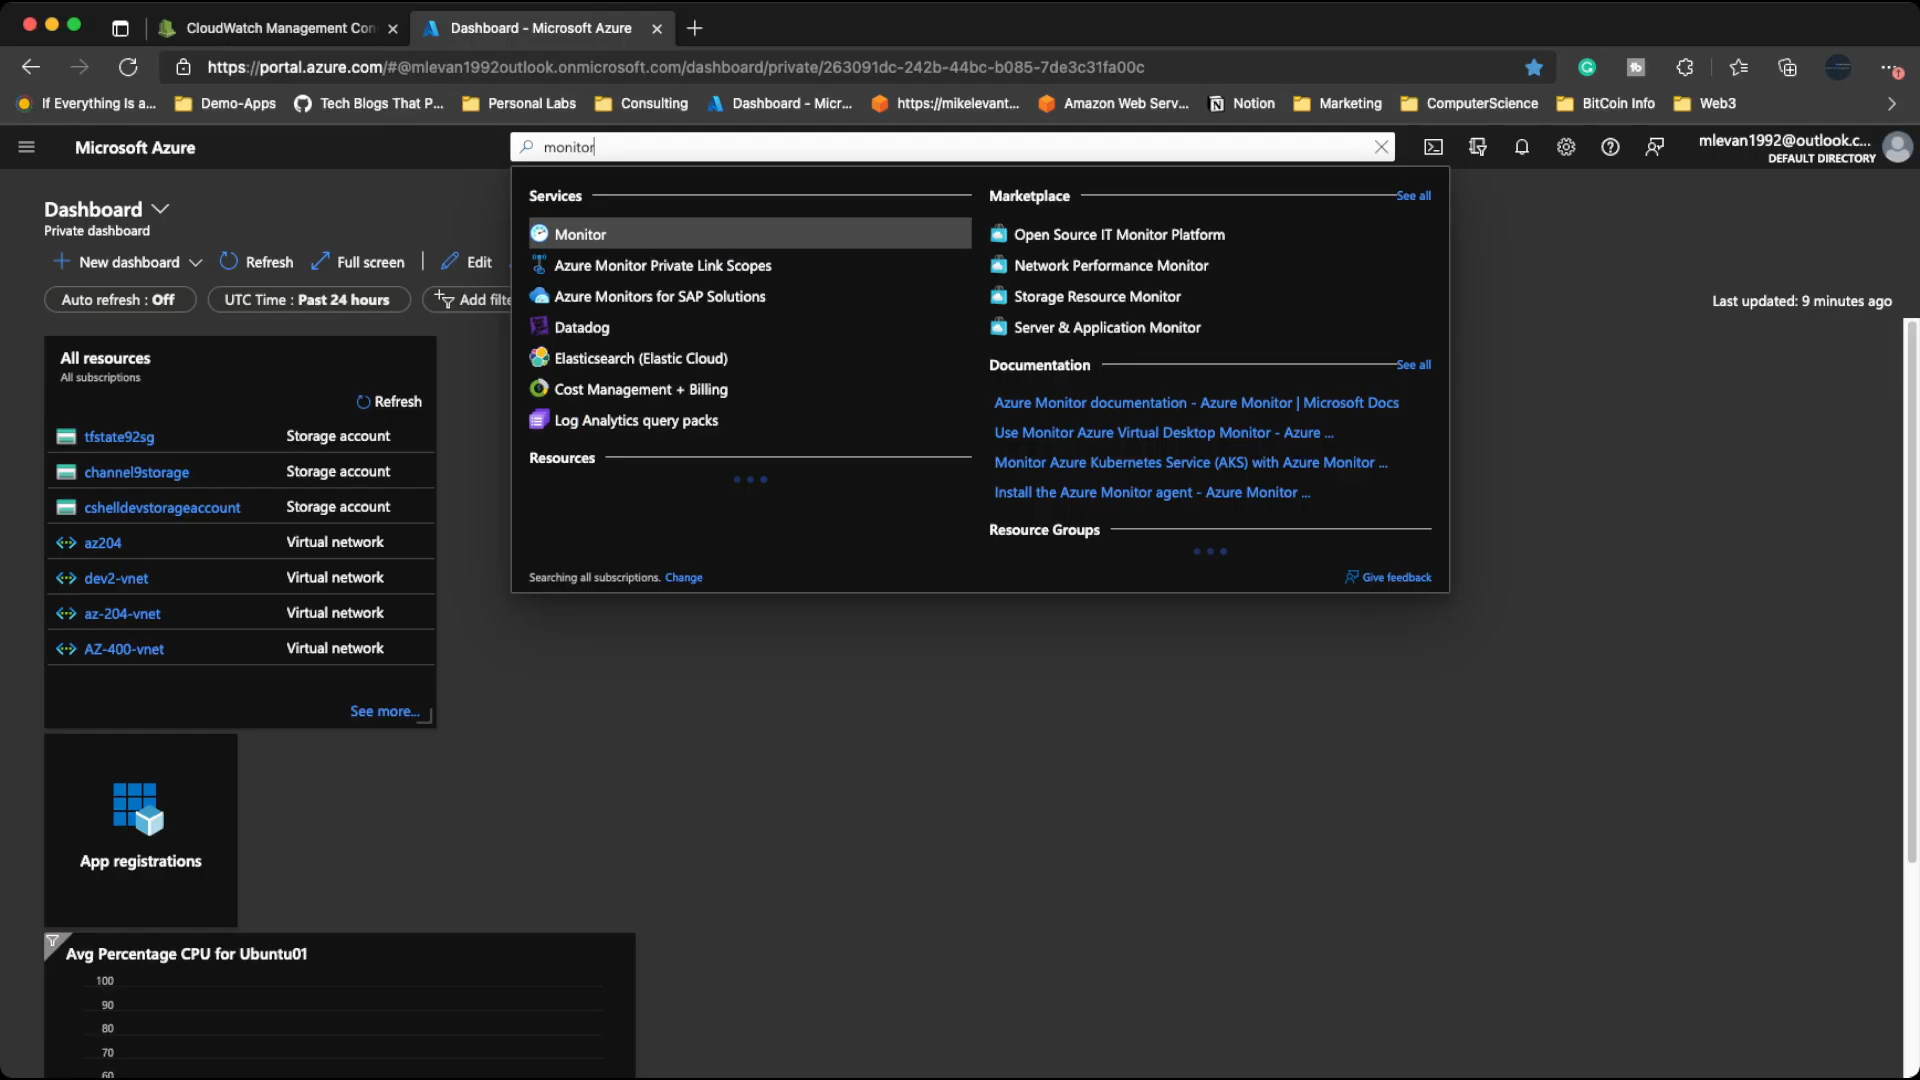 CloudWatch Management Con
Dashboard - Microsoft Azure
https://portal.azure.com/#@mlevan1992outlook.onmicrosoft.com/dashboard/private/263091dc-242b-44bc-b085-7de3c31fa00c
If Everything Is a...
Demo-Apps
Tech Blogs That P...
Personal Labs
Consulting
Dashboard - Micr...
https://mikelevant...
Amazon Web Serv...
Notion
Marketing
ComputerScience
BitCoin Info
Web3
Microsoft Azure
monitor
mlevan1992@outlook.c...
DEFAULT DIRECTORY
Dashboard
Private dashboard
New dashboard
Refresh
Full screen
Edit
Auto refresh : Off
UTC Time : Past 24 hours
Add filte
Last updated: 9 minutes ago
Services
Monitor
Azure Monitor Private Link Scopes
Azure Monitors for SAP Solutions
Datadog
Elasticsearch (Elastic Cloud)
Cost Management + Billing
Log Analytics query packs
Resources
Searching all subscriptions. Change
Marketplace
See all
Open Source IT Monitor Platform
Network Performance Monitor
Storage Resource Monitor
Server & Application Monitor
Documentation
See all
Azure Monitor documentation - Azure Monitor | Microsoft Docs
Use Monitor Azure Virtual Desktop Monitor - Azure ...
Monitor Azure Kubernetes Service (AKS) with Azure Monitor ...
Install the Azure Monitor agent - Azure Monitor ...
Resource Groups
Give feedback
All resources
All subscriptions
Refresh
tfstate92sg Storage account
channel9storage Storage account
cshelldevstorageaccount Storage account
az204 Virtual network
dev2-vnet Virtual network
az-204-vnet Virtual network
AZ-400-vnet Virtual network
See more...
App registrations
Avg Percentage CPU for Ubuntu01
100
90
80
70
60